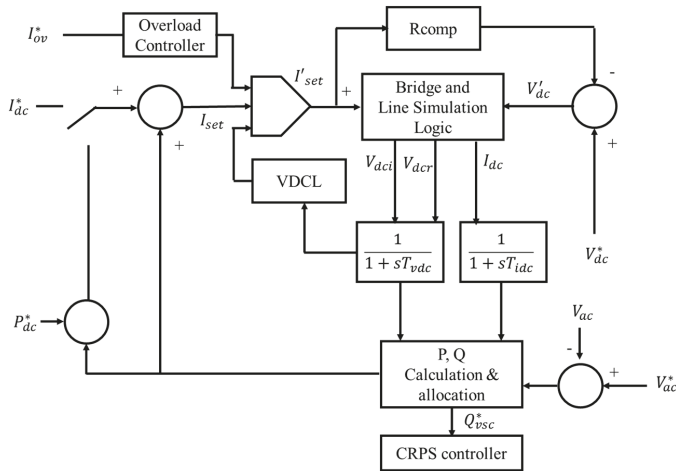 I*ov
Overload
Controller
Rcomp
I'set
-
I*dc
+
Iset
+
+
Bridge and
Line Simulation
Logic
V'dc
+
Vdci
Vdcr
Idc
VDCL
1
1 + sTvdc
1
1 + sTidc
V*dc
P*dc
Vac
-
P, Q
Calculation &
allocation
+
V*ac
Q*vsc
CRPS controller